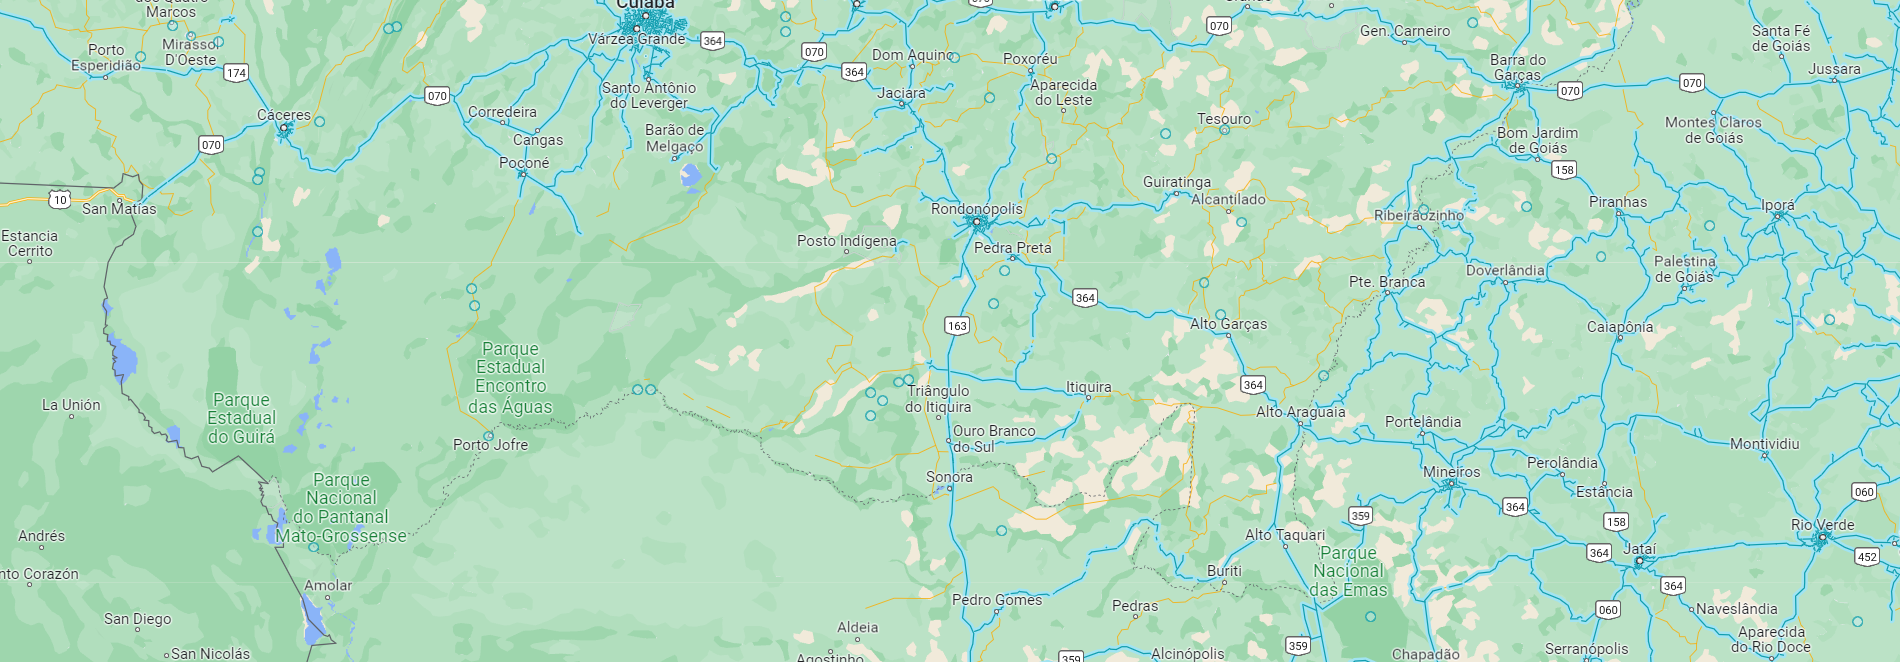 dos Quatro
Marcos
Cuiabá
Várzea Grande
364
070
070
Gen. Carneiro
Santa Fé
de Goiás
Porto
Esperidião
Mirassol
D'Oeste
174
Dom Aquino
Poxoréu
364
Barra do
Garças
070
070
Jussara
070
Santo Antônio
do Leverger
Jaciara
Aparecida
do Leste
Cáceres
Corredeira
Tesouro
Montes Claros
de Goiás
070
Cangas
Barão de
Melgaço
Bom Jardim
de Goiás
Poconé
158
10
San Matías
Guiratinga
Alcantilado
Rondonópolis
Ribeirãozinho
Piranhas
Iporá
Estancia
Cerrito
Posto Indígena
Pedra Preta
Doverlândia
Palestina
de Goiás
Pte. Branca
364
163
Alto Garças
Caiapônia
Parque
Estadual
Encontro
das Águas
Parque
Estadual
do Guirá
La Unión
Triângulo
do Itiquira
Itiquira
364
Alto Araguaia
Portelândia
Porto Jofre
Ouro Branco
do Sul
Montividiu
Sonora
Mineiros
Perolândia
Estância
060
Parque
Nacional
do Pantanal
Mato-Grossense
359
364
158
Rio Verde
Andrés
Alto Taquari
Jataí
364
452
Parque
Nacional
das Emas
nto Corazón
Amolar
Buriti
364
Pedro Gomes
Pedras
060
Naveslândia
San Diego
Aldeia
Aparecida
do Rio Doce
San Nicolás
Agostinho
359
Alcinópolis
359
Chapadão
Serranópolis